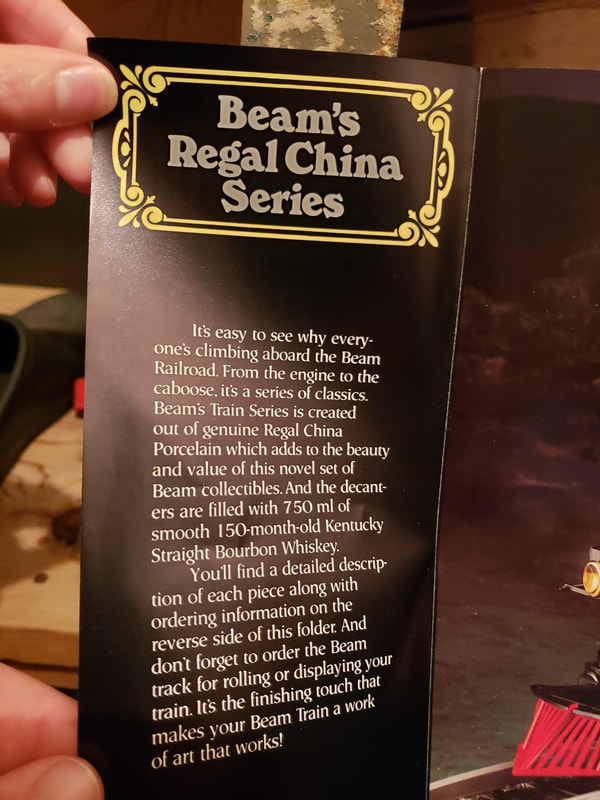 Beam's
Regal China
Series
It's easy to see why every-
one's climbing aboard the Beam
Railroad. From the engine to the
caboose, it's a series of classics.
Beam's Train Series is created
out of genuine Regal China
Porcelain which adds to the beauty
and value of this novel set of
Beam collectibles. And the decant-
ers are filled with 750 ml of
smooth 150-month-old Kentucky
Straight Bourbon Whiskey.
You'll find a detailed descrip-
tion of each piece along with
ordering information on the
reverse side of this folder. And
don't forget to order the Beam
track for rolling or displaying your
train. It's the finishing touch that
makes your Beam Train a work
of art that works!